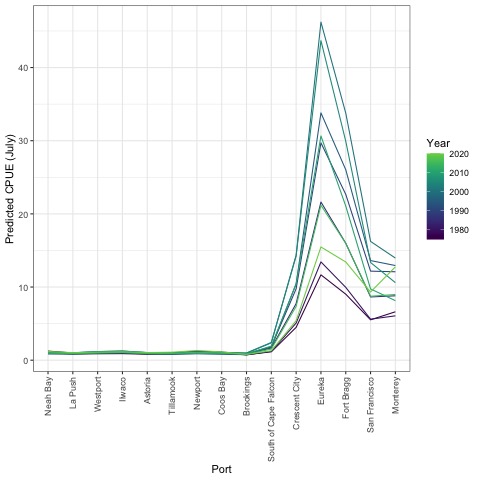 Predicted CPUE (July)
40
30
20
10
0
Neah Bay
La Push
Westport
Ilwaco
Astoria
Tillamook
Newport
Coos Bay
Brookings
South of Cape Falcon
Crescent City
Eureka
Fort Bragg
San Francisco
Monterey
Port
Year
2020
2010
2000
1990
1980